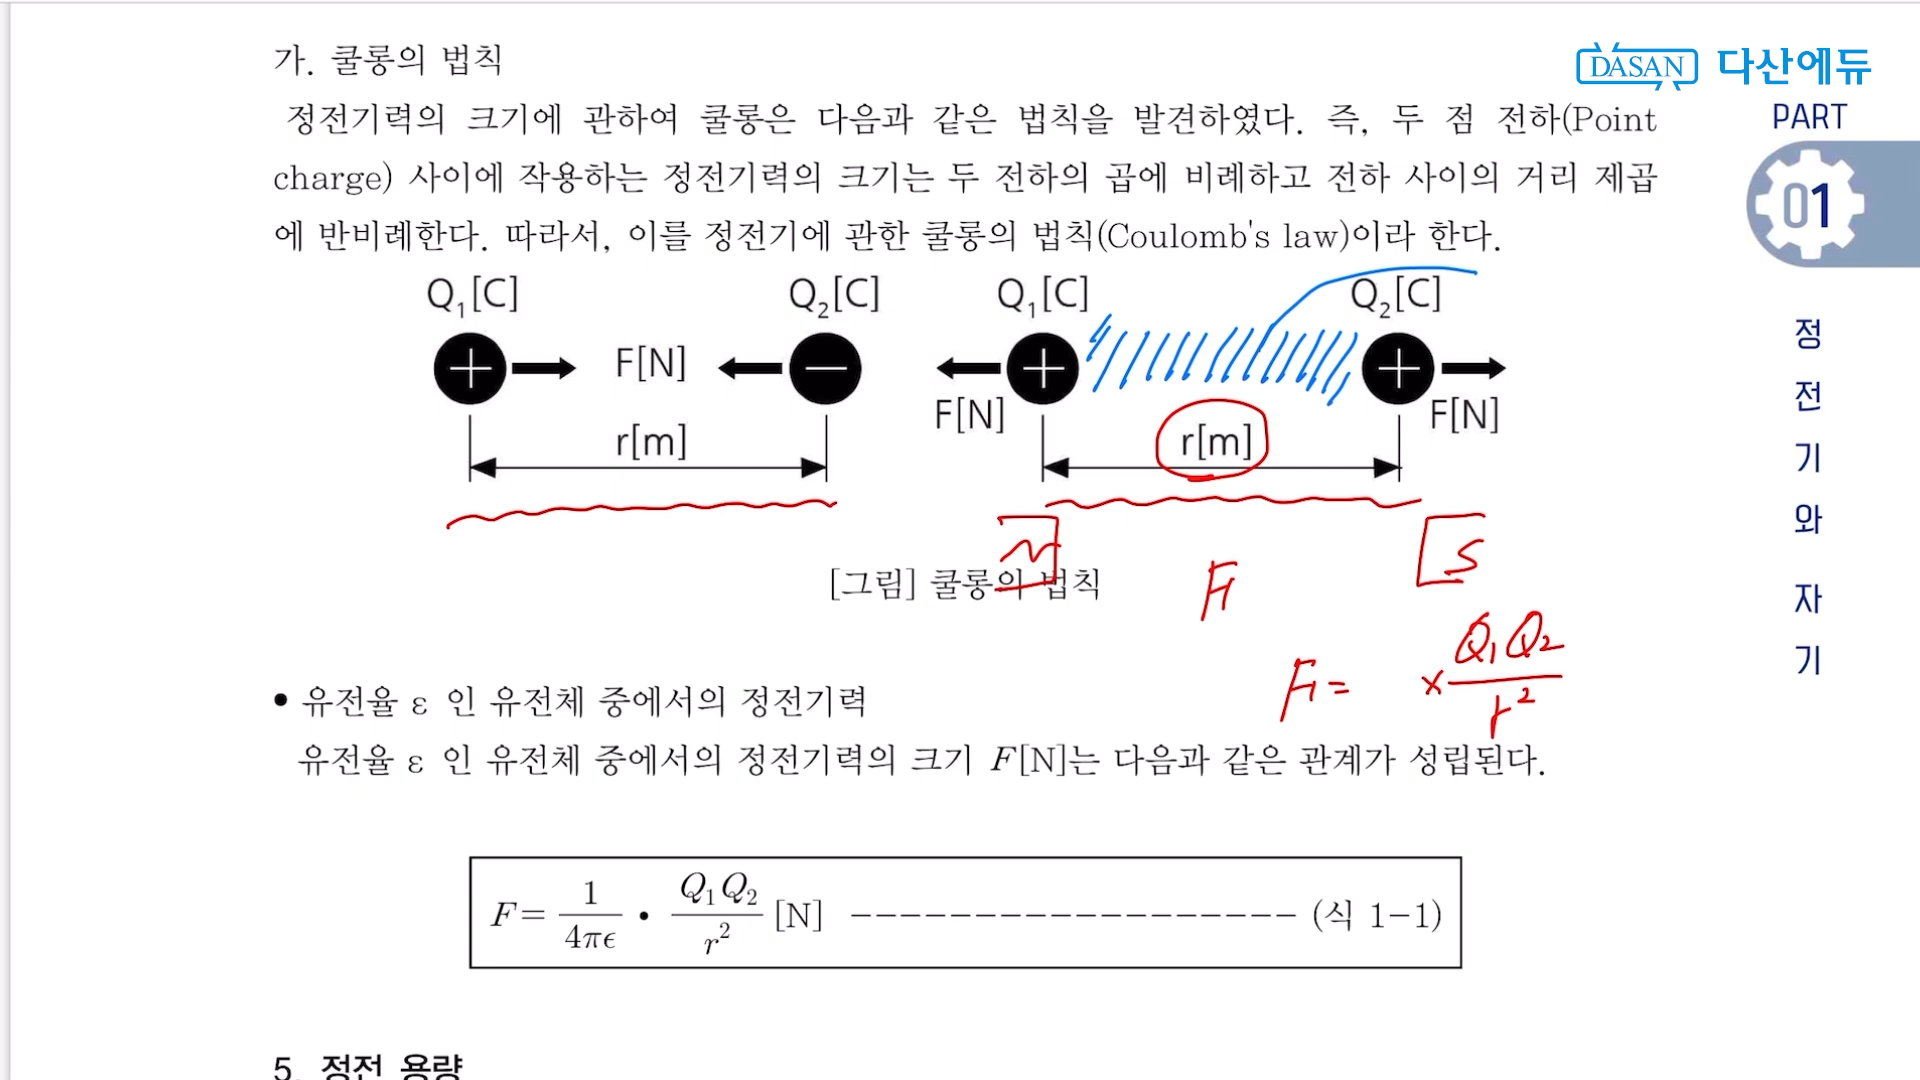 가. 쿨롱의 법칙
DASAN 다산에듀
PART
01
정전기와 자기
정전기력의 크기에 관하여 쿨롱은 다음과 같은 법칙을 발견하였다. 즉, 두 점 전하(Point
charge) 사이에 작용하는 정전기력의 크기는 두 전하의 곱에 비례하고 전하 사이의 거리 제곱
에 반비례한다. 따라서, 이를 정전기에 관한 쿨롱의 법칙(Coulomb's law)이라 한다.
Q₁[C] Q₂[C] Q₁[C] Q₂[C]
+ F[N] − + +
F[N] F[N]
r[m] r[m]
N S
[그림] 쿨롱의 법칙
F
F = × Q₁Q₂ / r²
• 유전율 ε 인 유전체 중에서의 정전기력
유전율 ε 인 유전체 중에서의 정전기력의 크기 F[N]는 다음과 같은 관계가 성립된다.
F = 1/4πϵ • Q₁Q₂/r² [N] ------------------ (식 1-1)
5. 정전 용량